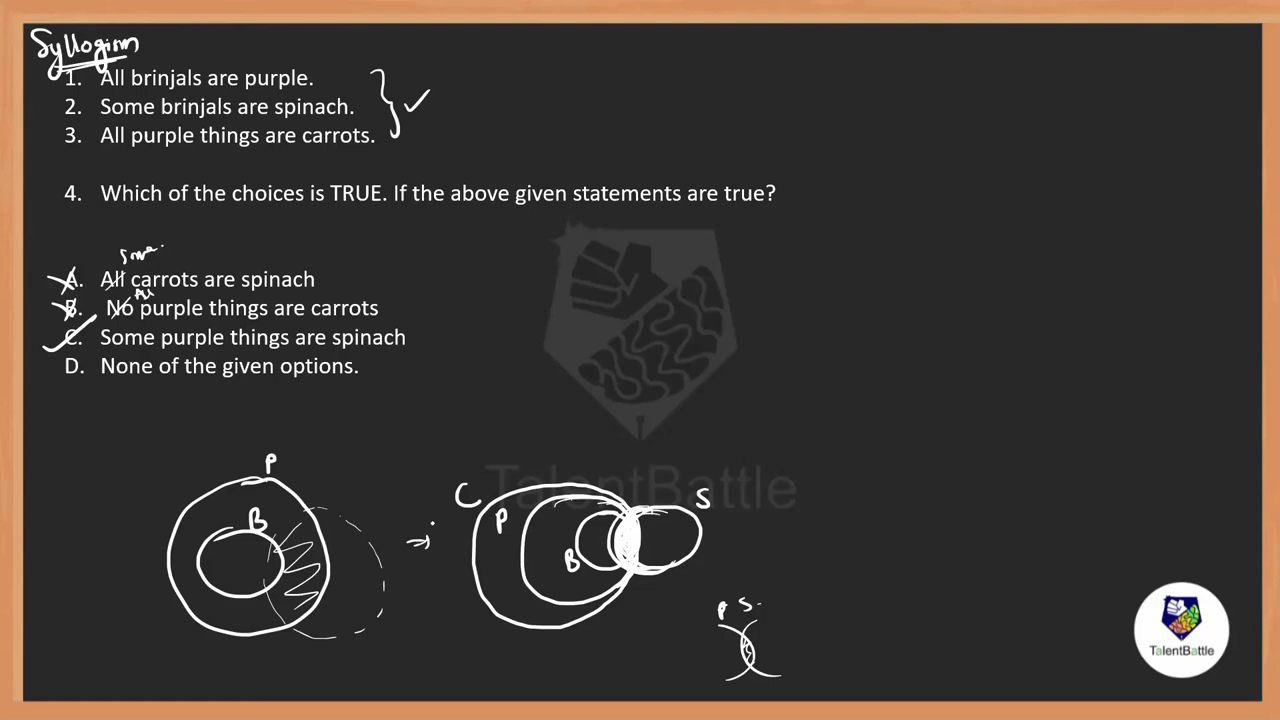 Syllogism
1. All brinjals are purple.
2. Some brinjals are spinach.
3. All purple things are carrots.
4. Which of the choices is TRUE. If the above given statements are true?
Some
A. All carrots are spinach
All
B. No purple things are carrots
C. Some purple things are spinach
D. None of the given options.
P
B
C
P
B
S
P S
TalentBattle
TalentBattle